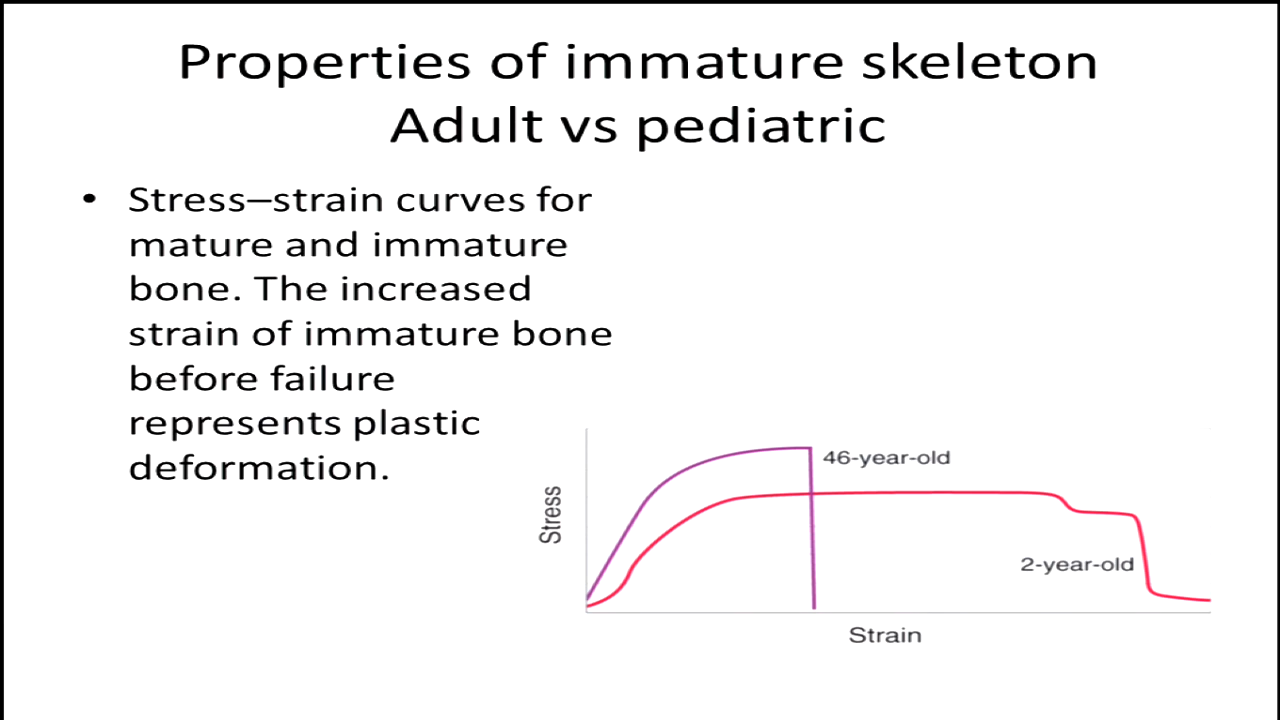 Properties of immature skeleton
Adult vs pediatric
• Stress–strain curves for
mature and immature
bone. The increased
strain of immature bone
before failure
represents plastic
deformation.
46-year-old
Stress
2-year-old
Strain